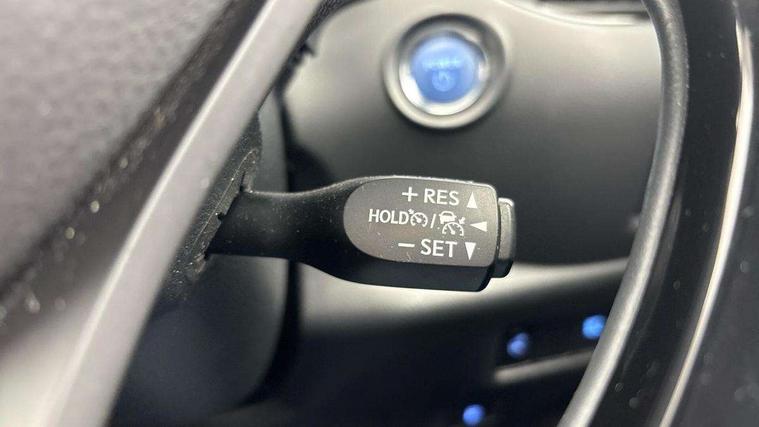 + RES ▲
HOLD / ◀
− SET ▼